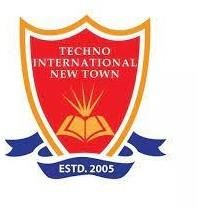 TECHNO
INTERNATIONAL
NEW TOWN
ESTD. 2005